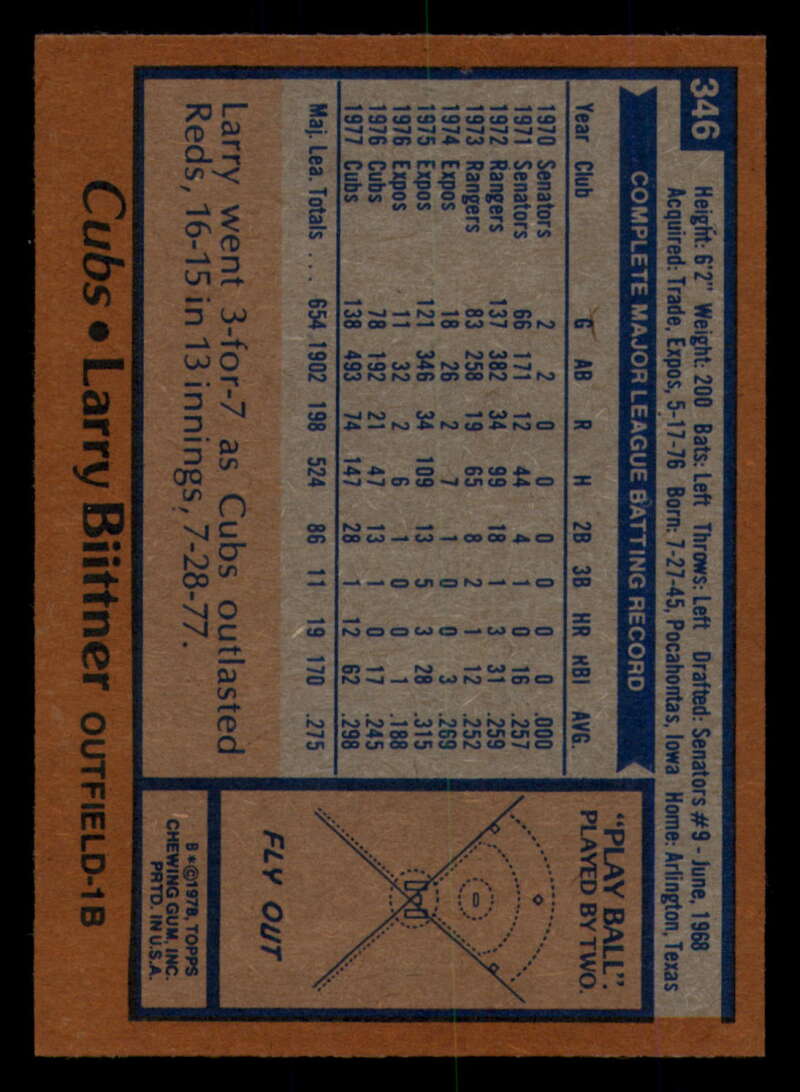 346
Height: 6'2" Weight: 200 Bats: Left Throws: Left Drafted: Senators #9 - June, 1968
Acquired: Trade, Expos, 5-17-76 Born: 7-27-45, Pocahontas, Iowa Home: Arlington, Texas
COMPLETE MAJOR LEAGUE BATTING RECORD
Year Club G AB R H 2B 3B HR RBI AVG.
1970 Senators 2 2 0 0 0 0 0 0 .000
1971 Senators 66 171 12 44 4 1 0 16 .257
1972 Rangers 137 382 34 99 18 1 3 31 .259
1973 Rangers 83 258 19 65 8 2 1 12 .252
1974 Expos 18 26 2 7 1 0 0 3 .269
1975 Expos 121 346 34 109 13 5 3 28 .315
1976 Expos 11 32 2 6 1 0 0 1 .188
1976 Cubs 78 192 21 47 13 1 0 17 .245
1977 Cubs 138 493 74 147 28 1 12 62 .298
Maj. Lea. Totals ... 654 1902 198 524 86 11 19 170 .275
Larry went 3-for-7 as Cubs outlasted
Reds, 16-15 in 13 innings, 7-28-77.
"PLAY BALL".
PLAYED BY TWO.
FLY OUT
B*©1978, TOPPS
CHEWING GUM, INC.
PRTD. IN U.S.A.
Cubs • Larry Biittner OUTFIELD-1B